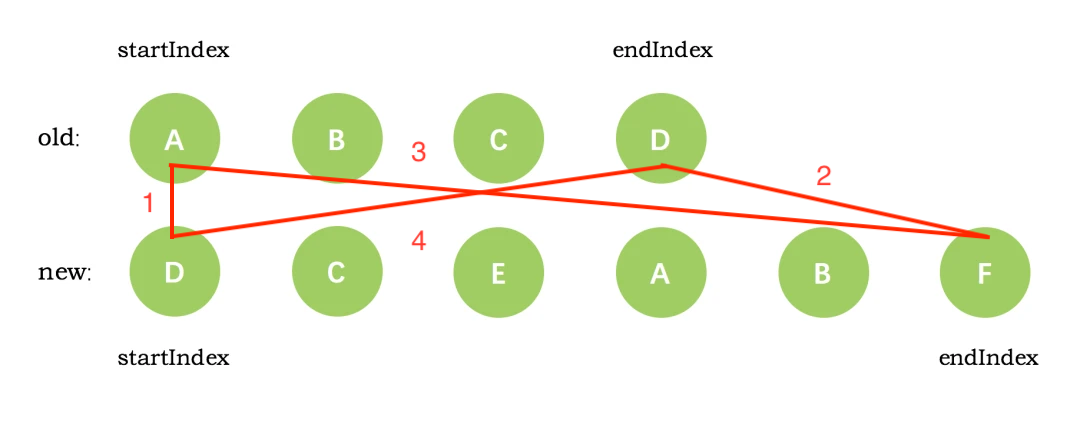 startIndex endIndex
old: A B C D
3
2
1
4
new: D C E A B F
startIndex endIndex